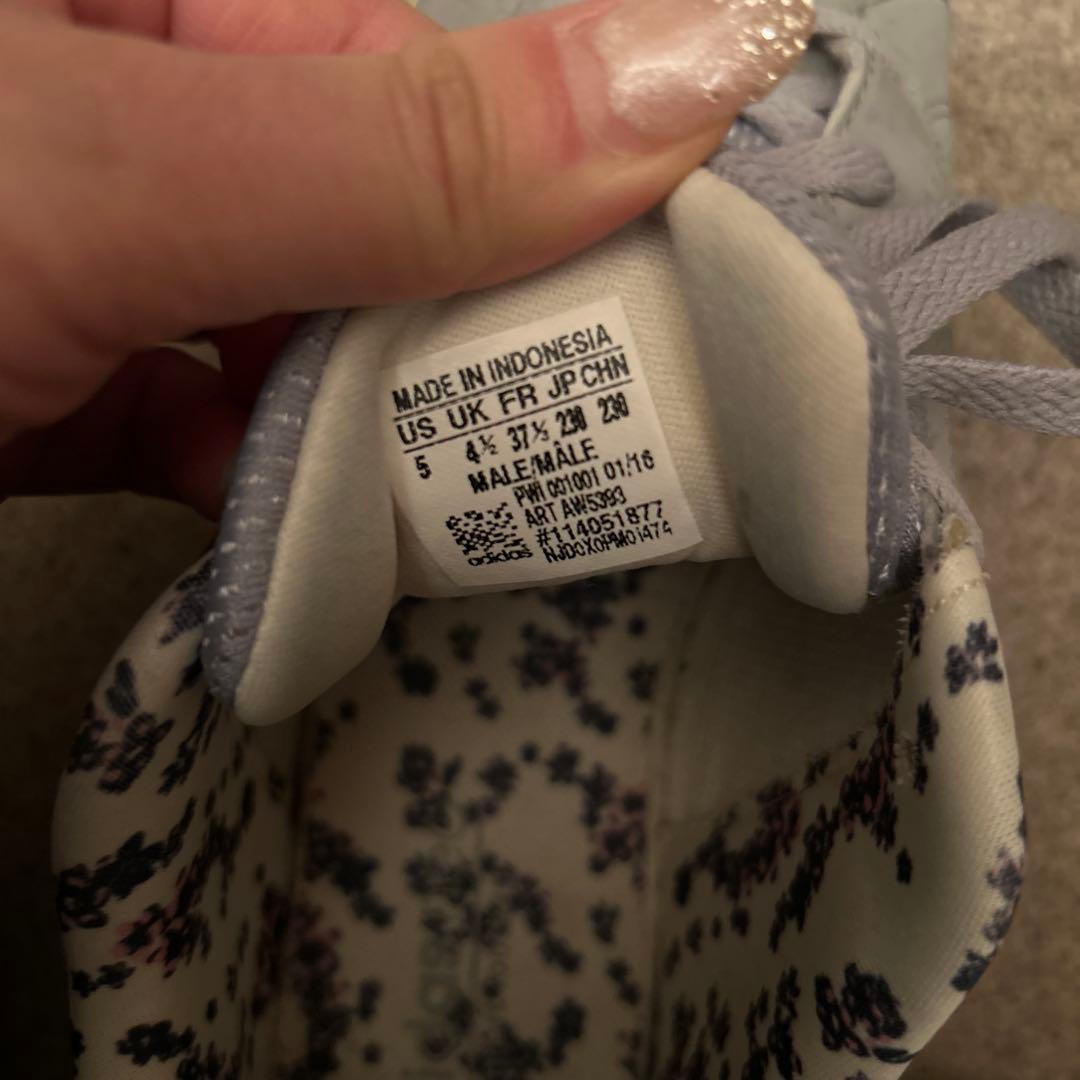 MADE IN INDONESIA
US UK FR JP CHN
5 4½ 37⅓ 230 230
MALE/MÂLE
PWI 001001 01/16
ART AW5393
#114051877
adidas